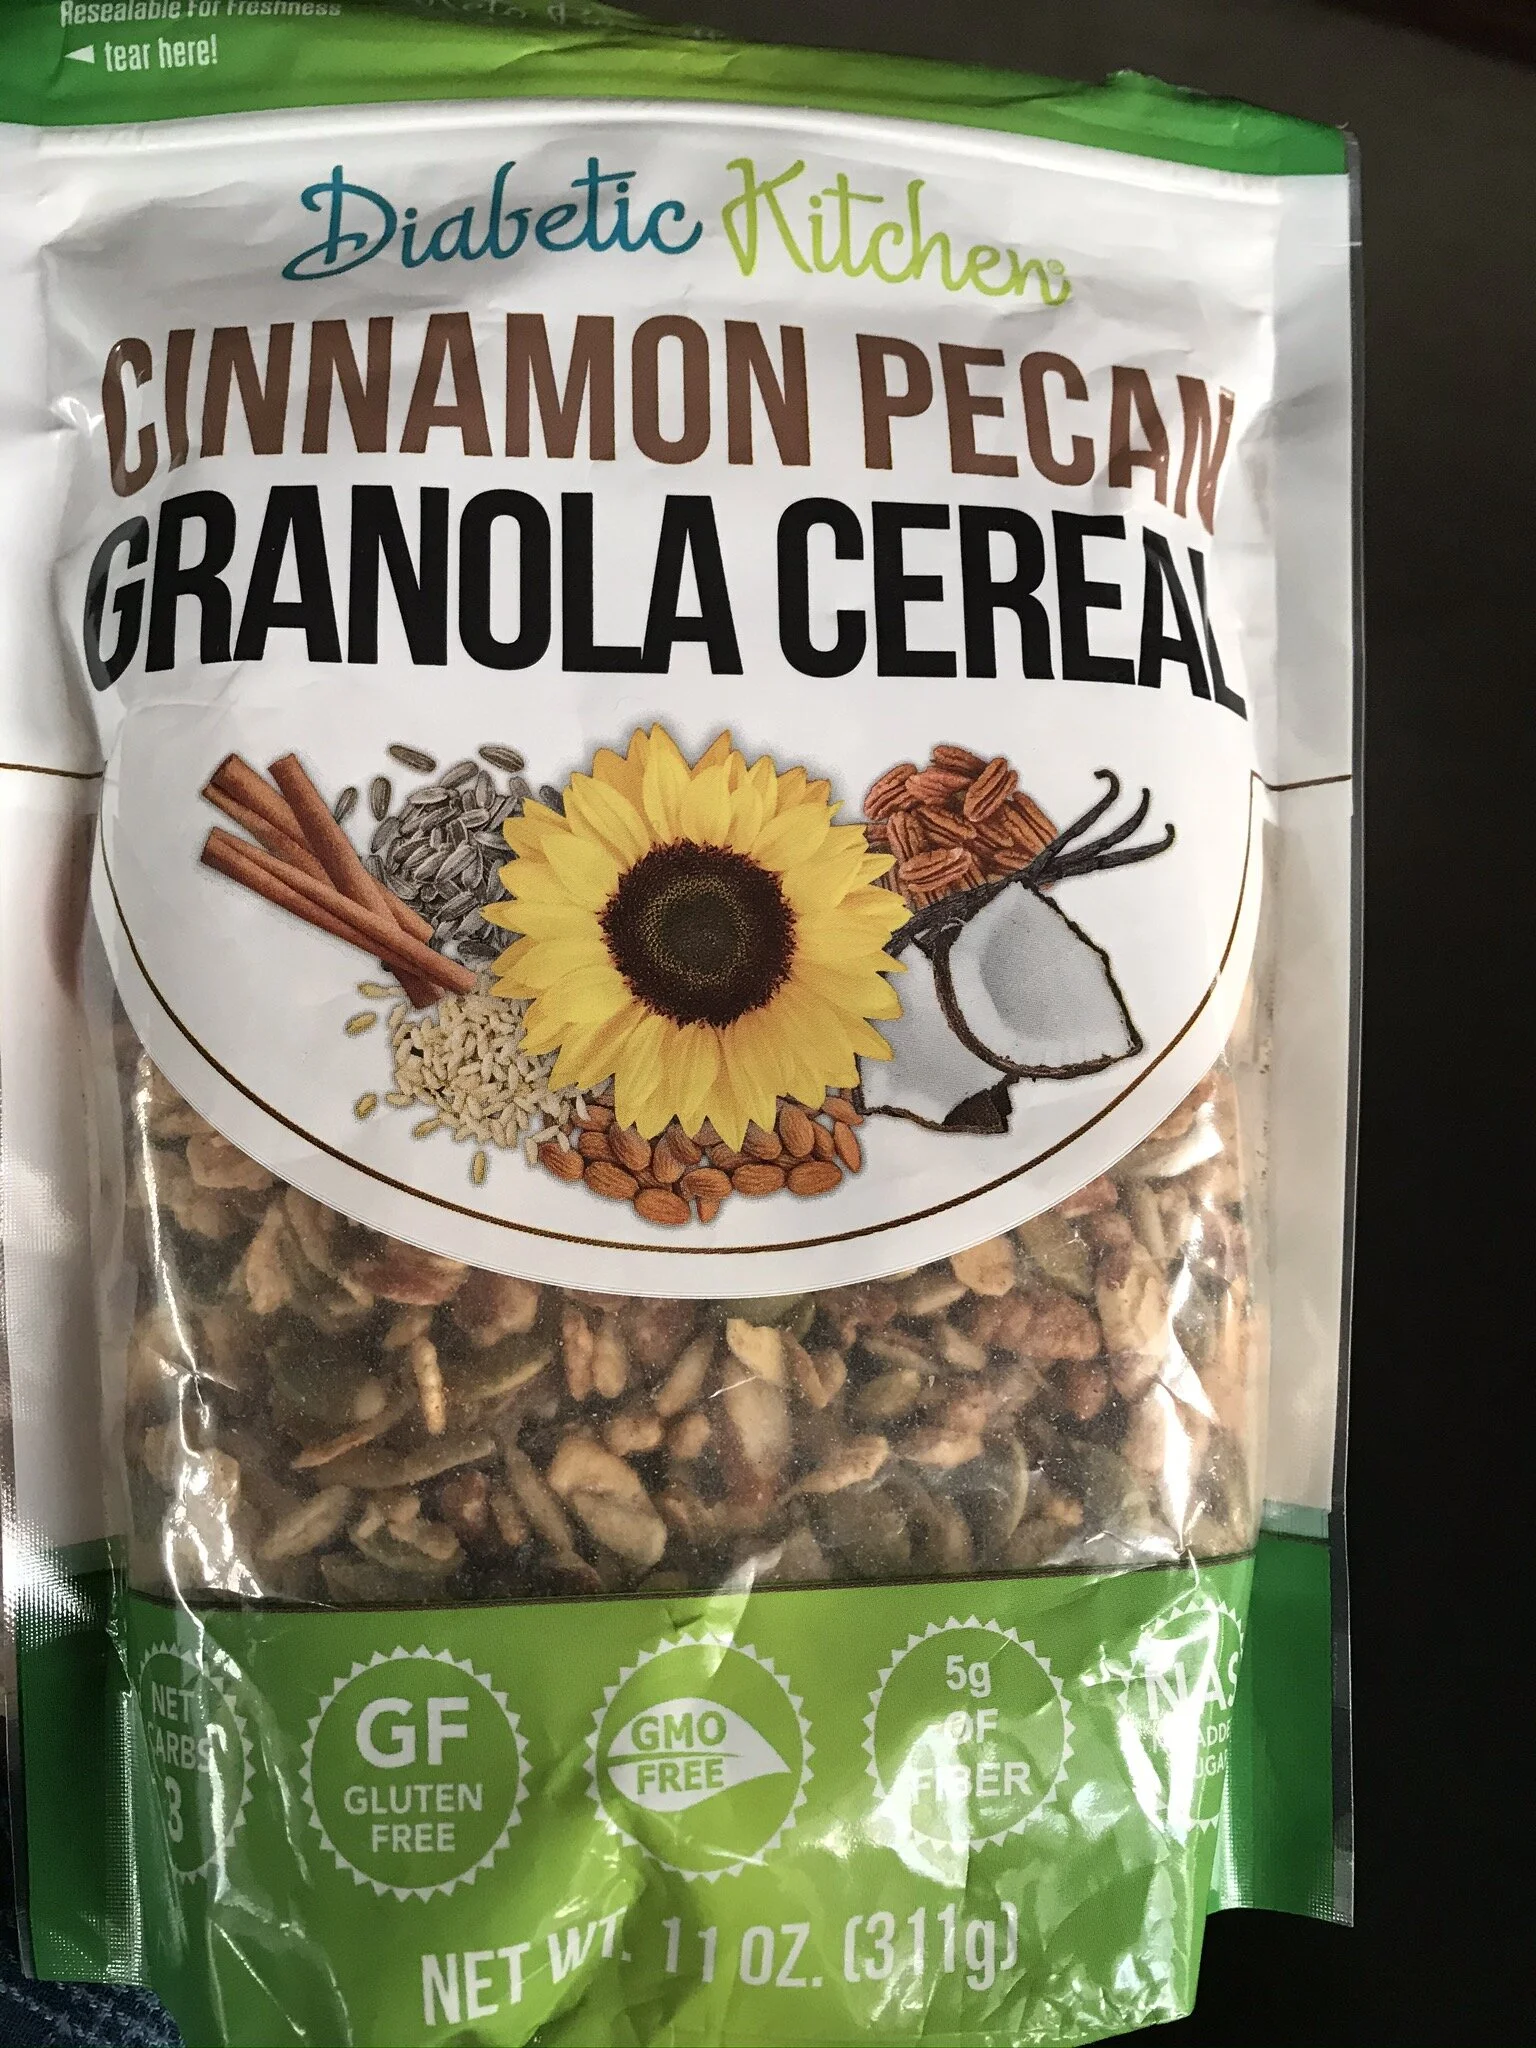 Resealable For Freshness
tear here!
Diabetic Kitchen®
CINNAMON PECAN
GRANOLA CEREAL
NET
CARBS
3
GF
GLUTEN
FREE
GMO
FREE
5g
OF
FIBER
NAS
NET WT. 11 OZ. (311g)